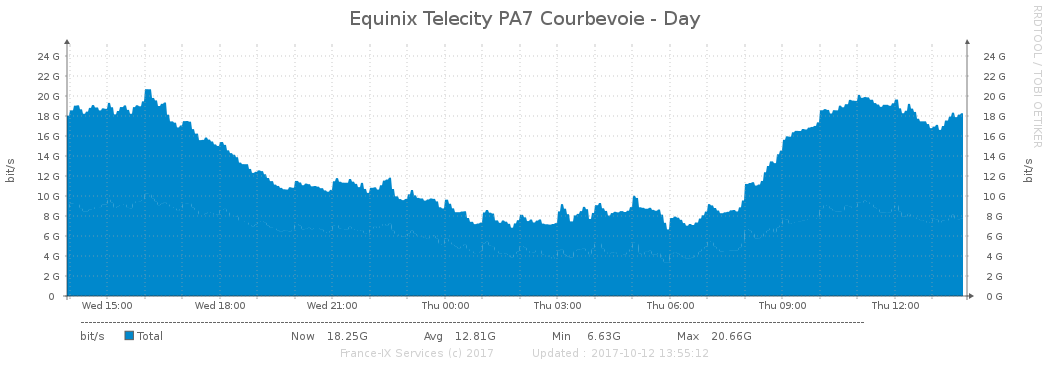 Equinix Telecity PA7 Courbevoie - Day
RRDTOOL / TOBI OETIKER
bit/s
24 G 24 G
22 G 22 G
20 G 20 G
18 G 18 G
16 G 16 G
14 G 14 G
12 G 12 G
10 G 10 G
8 G 8 G
6 G 6 G
4 G 4 G
2 G 2 G
0 0 G
bit/s
Wed 15:00 Wed 18:00 Wed 21:00 Thu 00:00 Thu 03:00 Thu 06:00 Thu 09:00 Thu 12:00
bit/s Total Now 18.25G Avg 12.81G Min 6.63G Max 20.66G
France-IX Services (c) 2017 Updated : 2017-10-12 13:55:12